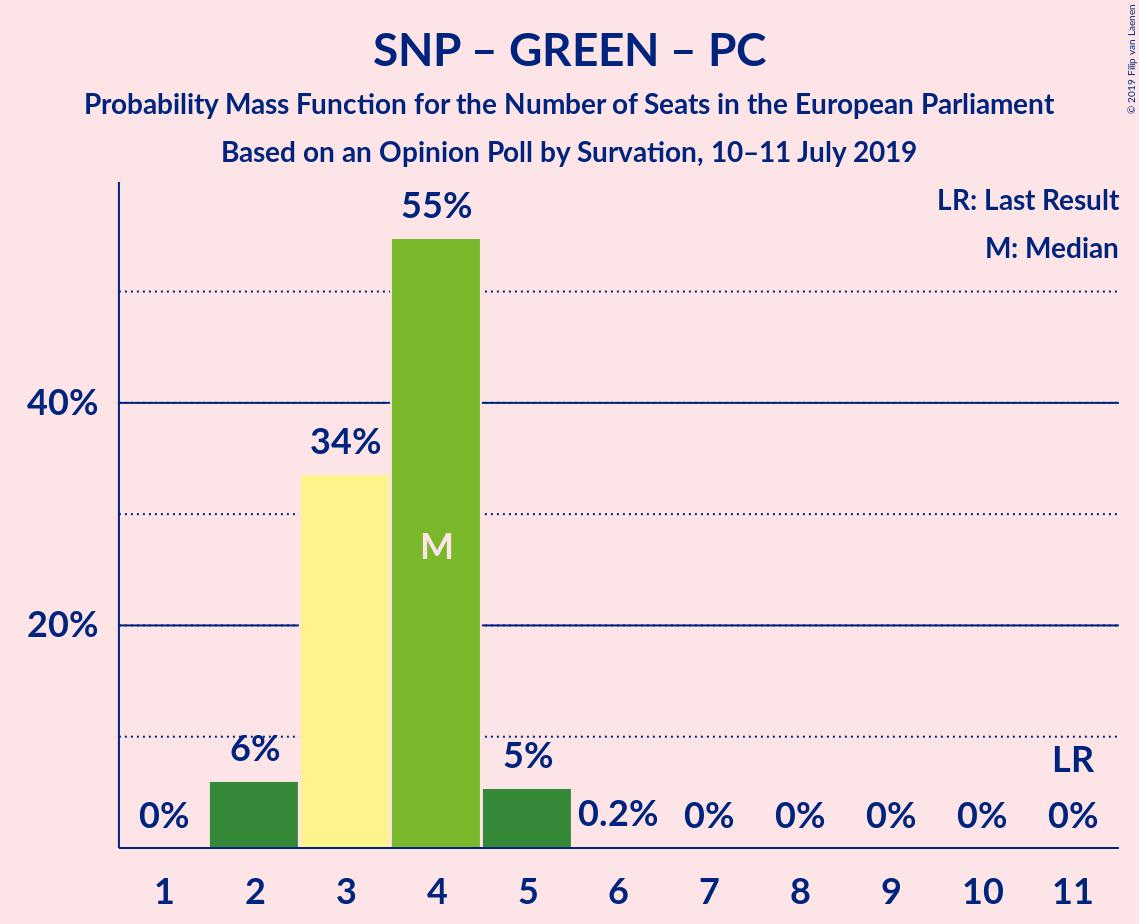 SNP – GREEN – PC
Probability Mass Function for the Number of Seats in the European Parliament
Based on an Opinion Poll by Survation, 10–11 July 2019
© 2019 Filip van Laenen
LR: Last Result
M: Median
55%
40%
34%
M
20%
6%
5%
LR
0%
0.2%
0%
0%
0%
0%
0%
1 2 3 4 5 6 7 8 9 10 11